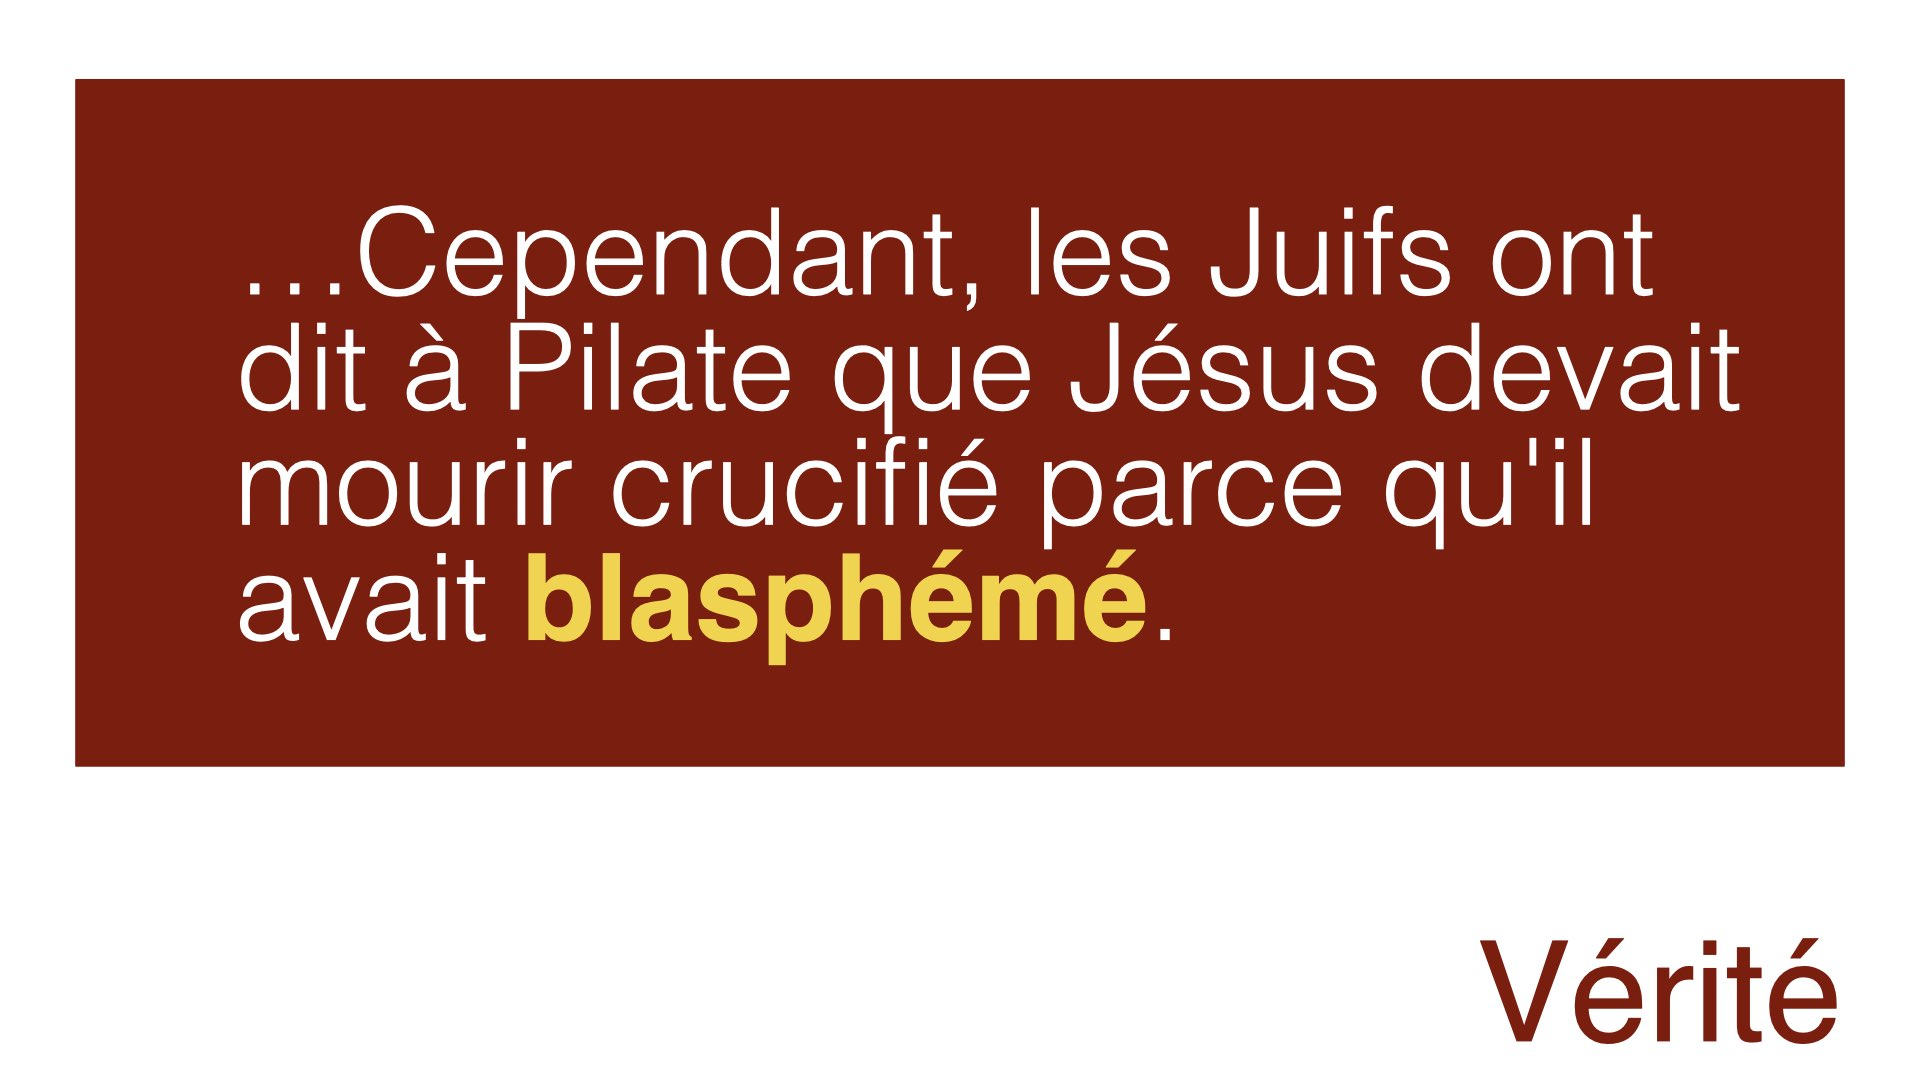 …Cependant, les Juifs ont
dit à Pilate que Jésus devait
mourir crucifié parce qu'il
avait blasphémé.
Vérité